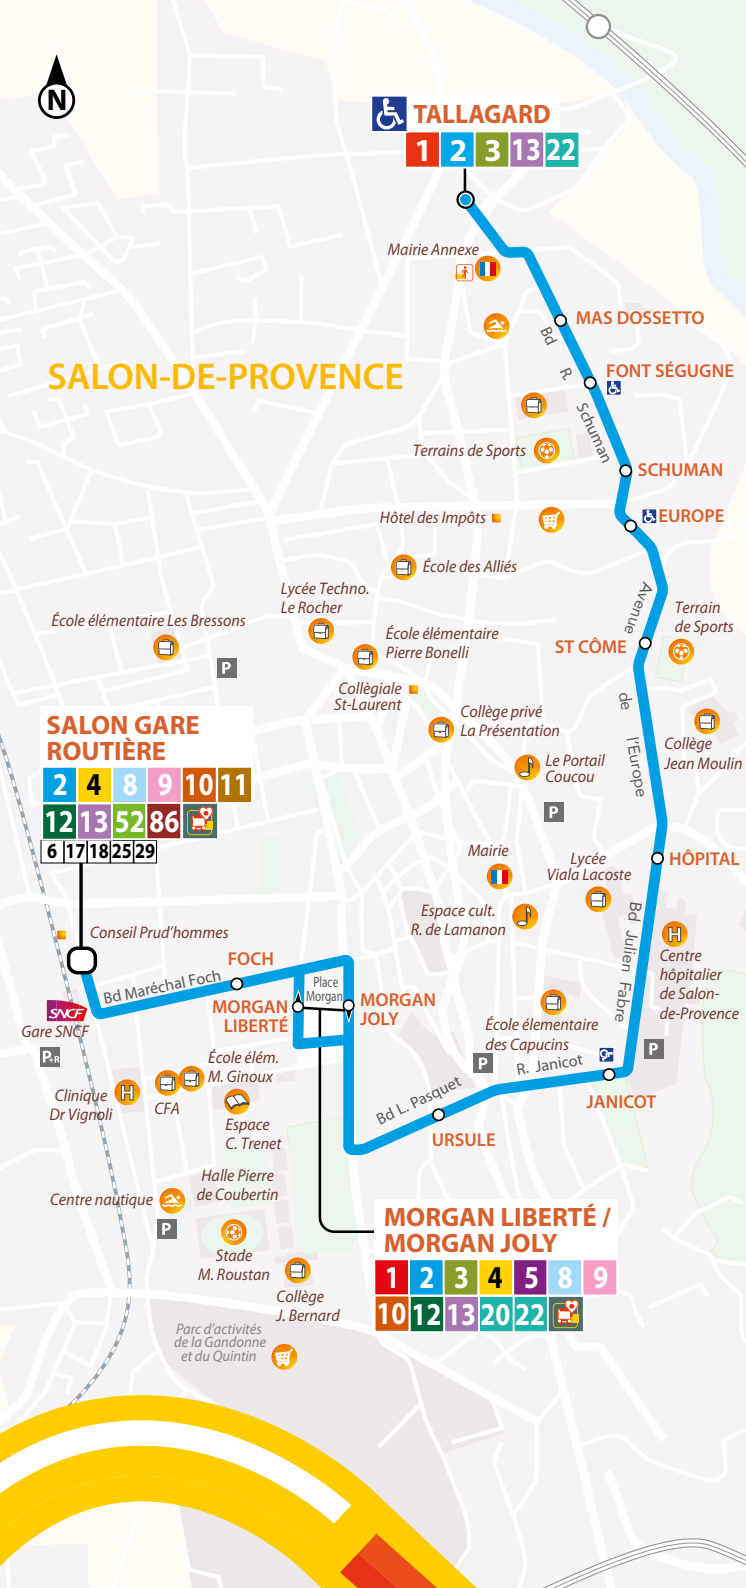 N
TALLAGARD
1 2 3 13 22
Mairie Annexe
MAS DOSSETTO
Bd R. Schuman
SALON-DE-PROVENCE
FONT SÉGUGNE
Terrains de Sports
SCHUMAN
Hôtel des Impôts
EUROPE
École des Alliés
Lycée Techno.
Le Rocher
Avenue de l'Europe
Terrain
de Sports
École élémentaire Les Bressons
École élémentaire
Pierre Bonelli
ST CÔME
P
Collégiale
St-Laurent
Collège privé
La Présentation
Collège
Jean Moulin
SALON GARE
ROUTIÈRE
2 4 8 9 10 11
12 13 52 86
6 17 18 25 29
Le Portail
Coucou
P
Mairie
Lycée
Viala Lacoste
HÔPITAL
Espace cult.
R. de Lamanon
Bd Julien Fabre
H
Centre
hôpitalier
de Salon-
de-Provence
Conseil Prud'hommes
FOCH
Bd Maréchal Foch
Place
Morgan
MORGAN
LIBERTÉ
MORGAN
JOLY
SNCF
Gare SNCF
P+R
École élementaire
des Capucins
P
P
R. Janicot
JANICOT
École élém.
M. Ginoux
Clinique
Dr Vignoli
H
CFA
Espace
C. Trenet
Bd L. Pasquet
URSULE
Halle Pierre
de Coubertin
Centre nautique
P
Stade
M. Roustan
MORGAN LIBERTÉ /
MORGAN JOLY
1 2 3 4 5 8 9
10 12 13 20 22
Collège
J. Bernard
Parc d'activités
de la Gandonne
et du Quintin